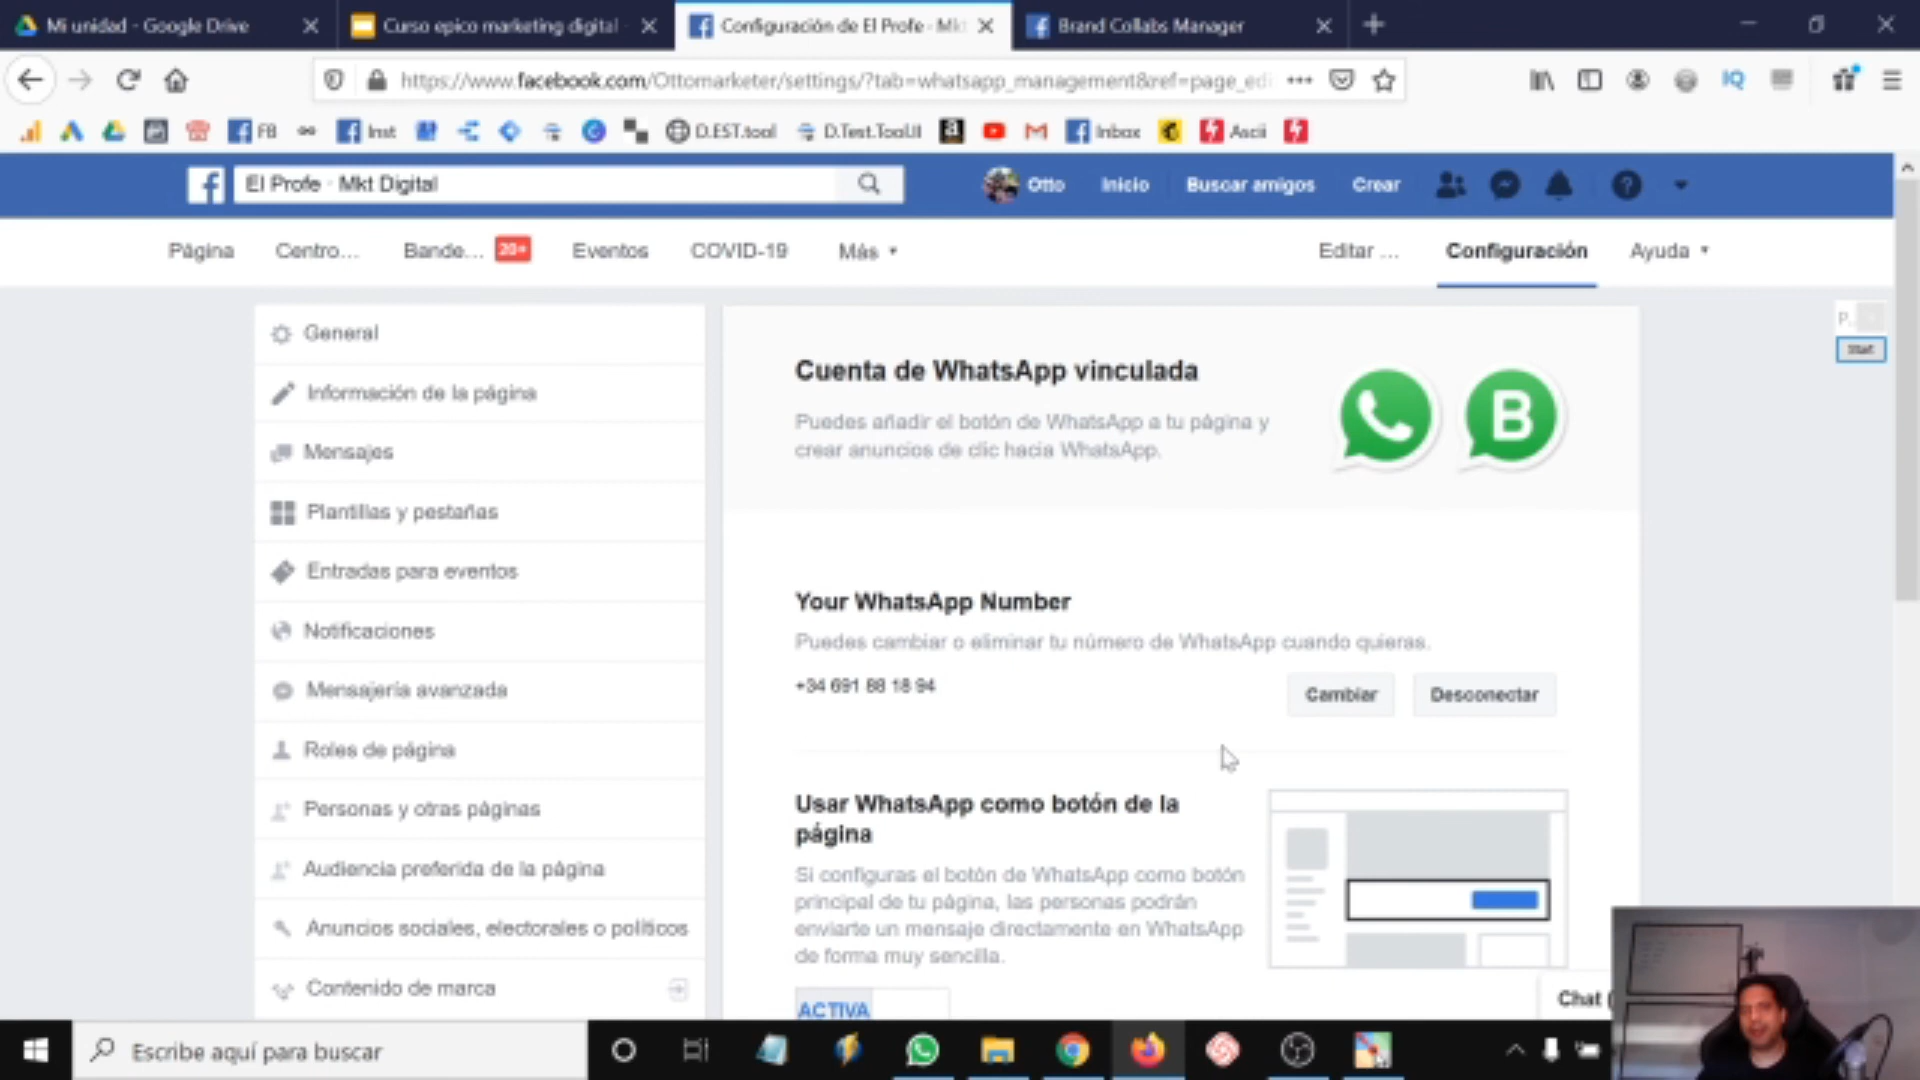 Mi unidad - Google Drive
Curso epico marketing digital
Configuración de El Profe - Mkt
Brand Collabs Manager
https://www.facebook.com/Ottomarketer/settings/?tab=whatsapp_management&ref=page_edi
IQ
FB
Inst
D.EST.tool
D.Test.ToolUI
Inbox
Ascii
El Profe - Mkt Digital
Otto
Inicio
Buscar amigos
Crear
Página
Centro...
Bande...
20+
Eventos
COVID-19
Más
Editar ...
Configuración
Ayuda
General
Información de la página
Mensajes
Plantillas y pestañas
Entradas para eventos
Notificaciones
Mensajería avanzada
Roles de página
Personas y otras páginas
Audiencia preferida de la página
Anuncios sociales, electorales o políticos
Contenido de marca
Cuenta de WhatsApp vinculada
Puedes añadir el botón de WhatsApp a tu página y
crear anuncios de clic hacia WhatsApp.
B
Your WhatsApp Number
Puedes cambiar o eliminar tu número de WhatsApp cuando quieras.
+34 691 88 18 94
Cambiar
Desconectar
Usar WhatsApp como botón de la
página
Si configuras el botón de WhatsApp como botón
principal de tu página, las personas podrán
enviarte un mensaje directamente en WhatsApp
de forma muy sencilla.
ACTIVA
P..
Start
Chat (
Escribe aquí para buscar